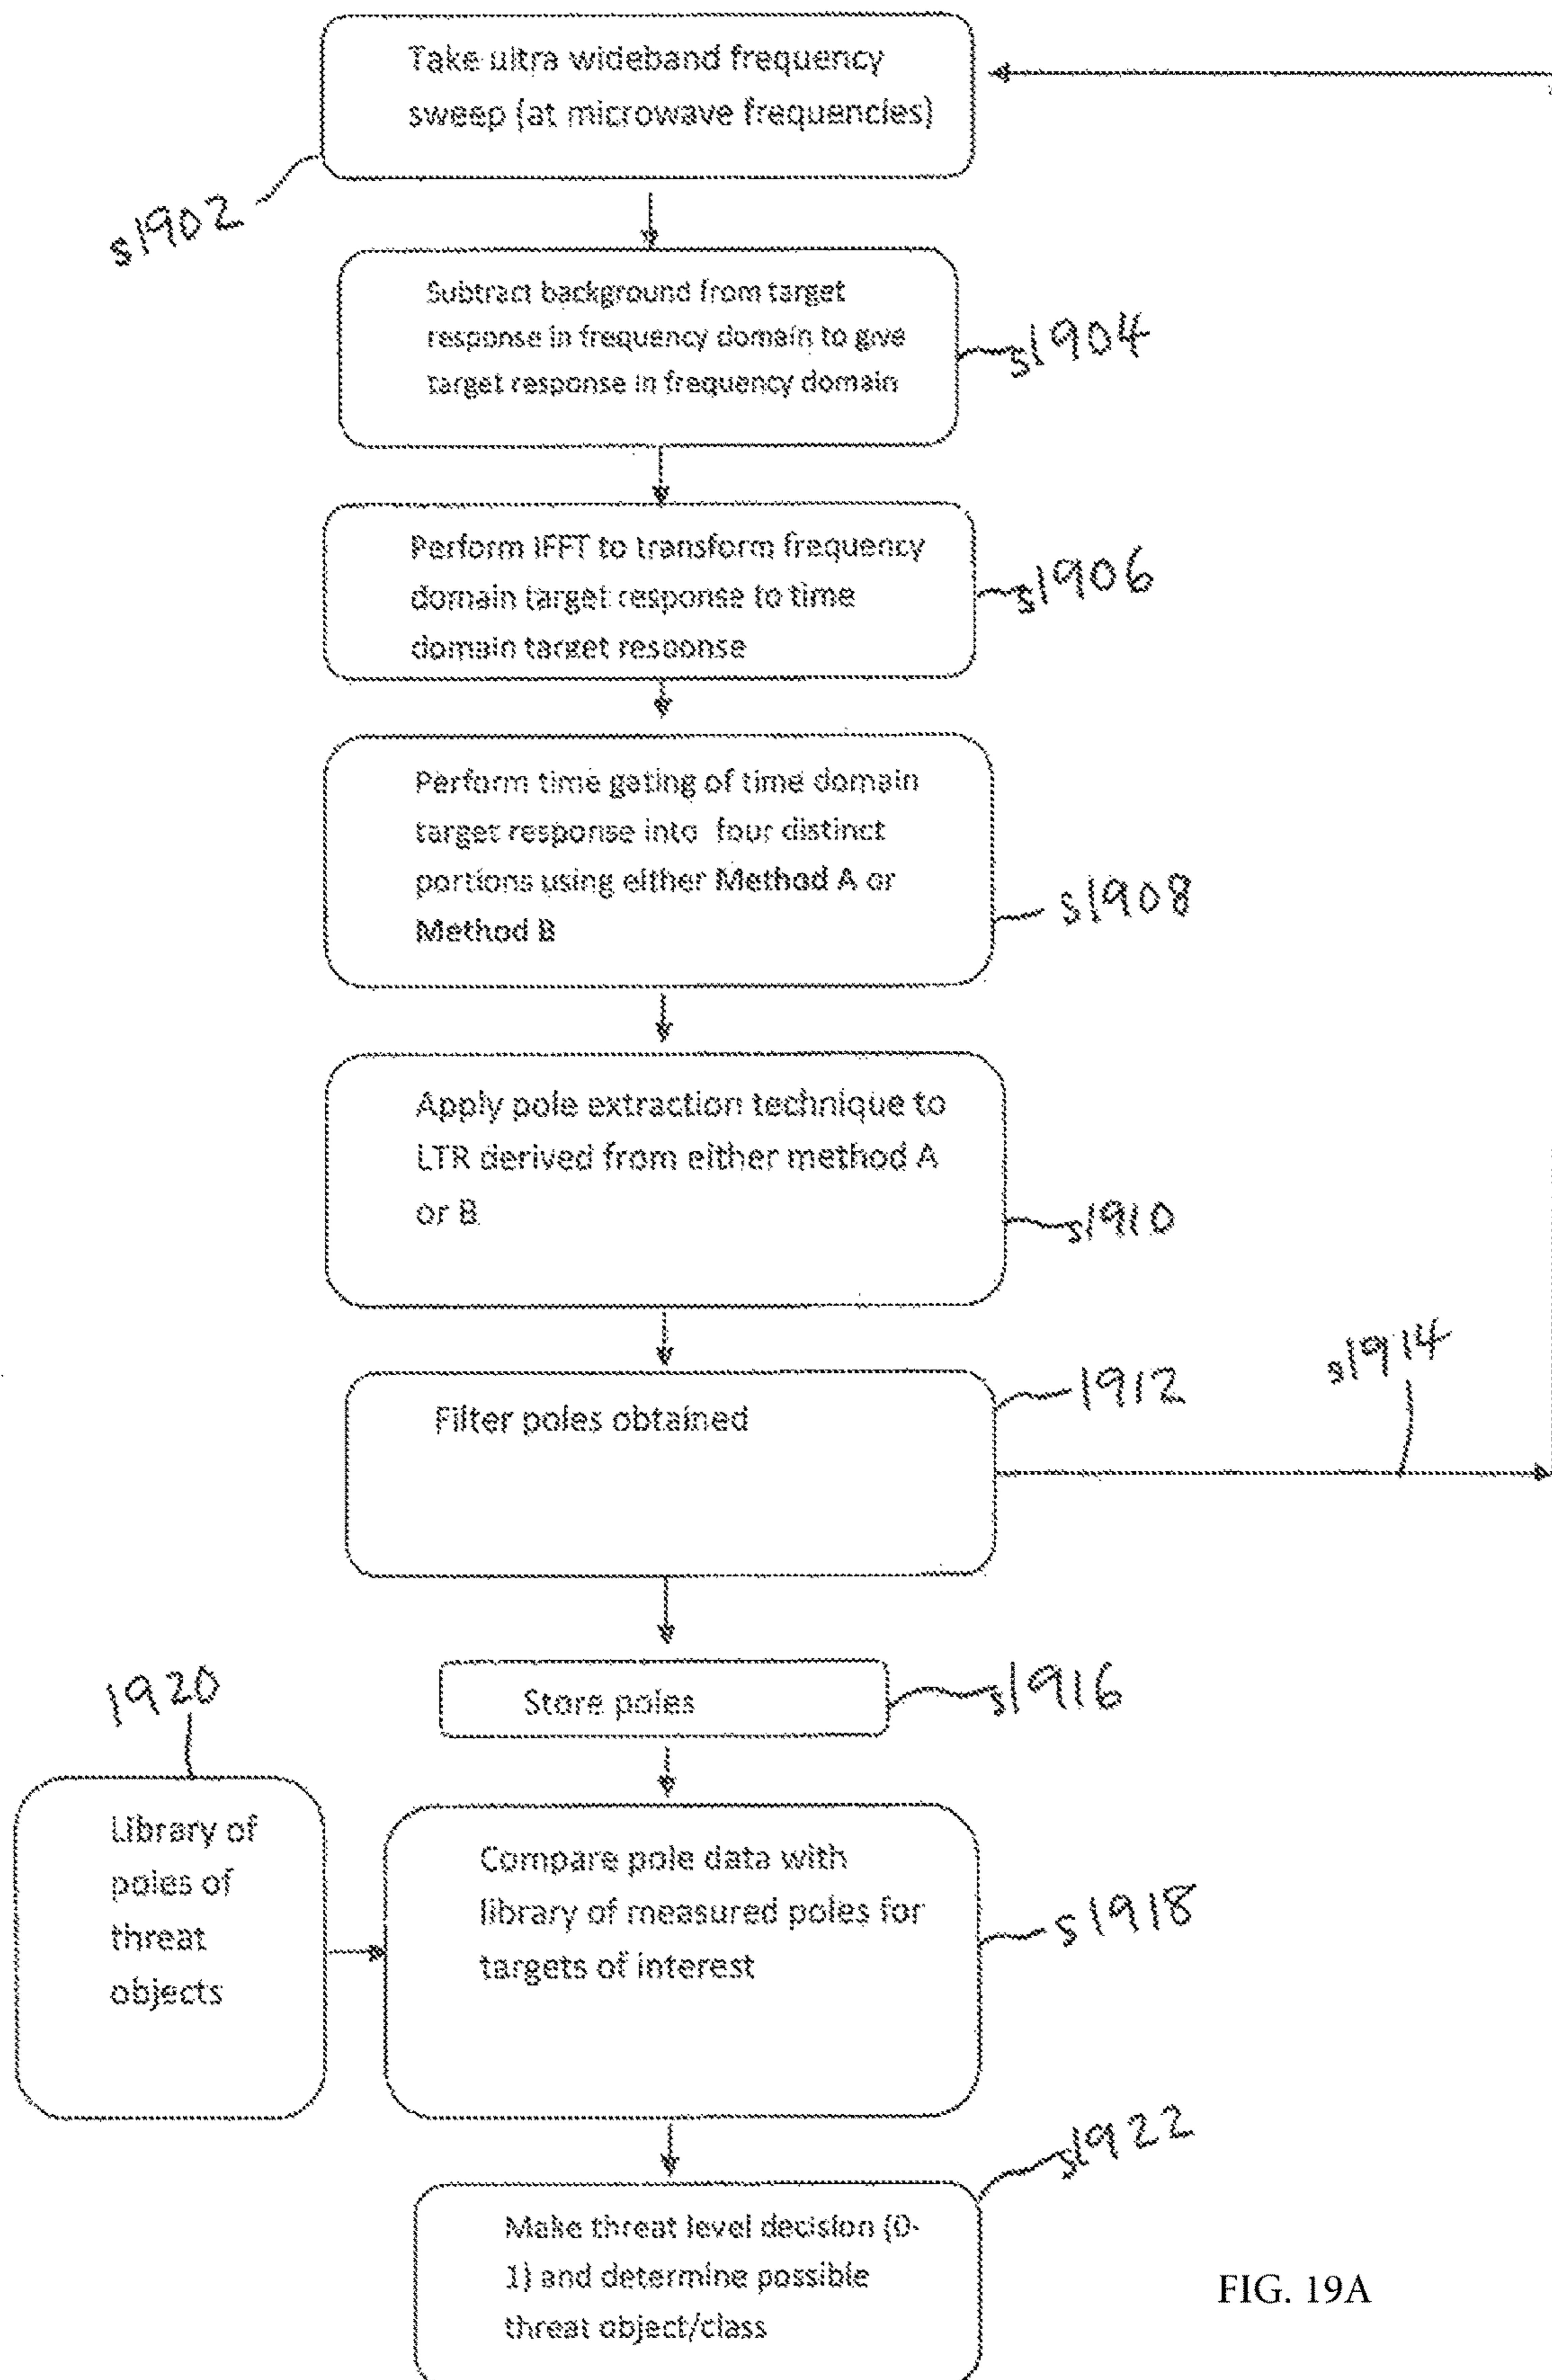 Take ultra wideband frequency
sweep (at microwave frequencies)
s1902
Subtract background from target
response in frequency domain to give
target response in frequency domain
s1904
Perform IFFT to transform frequency
domain target response to time
domain target response
s1906
Perform time gating of time domain
target response into four distinct
portions using either Method A or
Method B
s1908
Apply pole extraction technique to
LTR derived from either method A
or B
s1910
Filter poles obtained
1912
s1914
Store poles
s1916
1920
Library of
poles of
threat
objects
Compare pole data with
library of measured poles for
targets of interest
s1918
Make threat level decision (0-
1) and determine possible
threat object/class
s1922
FIG. 19A